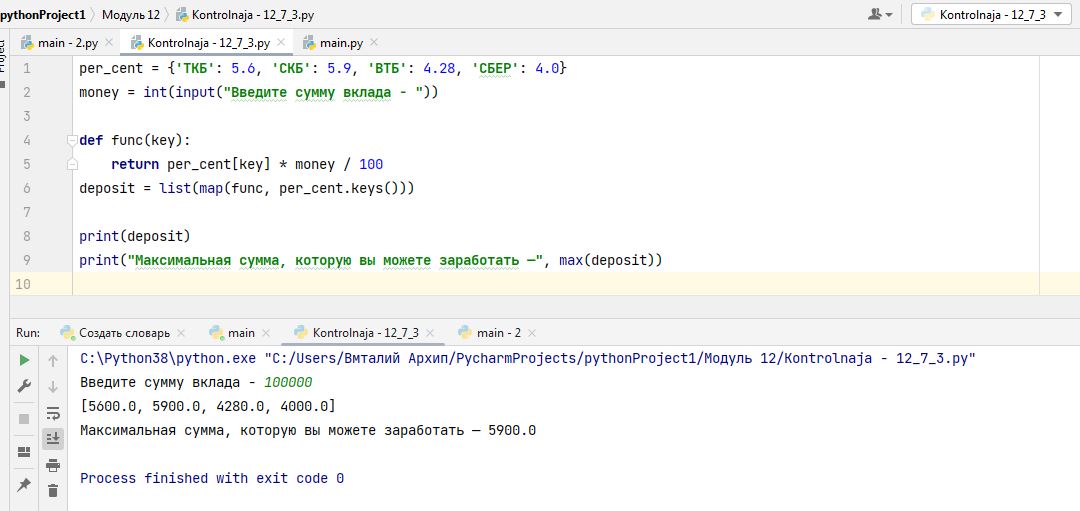 pythonProject1 › Модуль 12 › Kontrolnaja - 12_7_3.py Kontrolnaja - 12_7_3
Project
main - 2.py Kontrolnaja - 12_7_3.py main.py
1 per_cent = {'ТКБ': 5.6, 'СКБ': 5.9, 'ВТБ': 4.28, 'СБЕР': 4.0}
2 money = int(input("Введите сумму вклада - "))
3
4 def func(key):
5 return per_cent[key] * money / 100
6 deposit = list(map(func, per_cent.keys()))
7
8 print(deposit)
9 print("Максимальная сумма, которую вы можете заработать —", max(deposit))
10
Run: Создать словарь main Kontrolnaja - 12_7_3 main - 2
C:\Python38\python.exe "C:/Users/Вмталий Архип/PycharmProjects/pythonProject1/Модуль 12/Kontrolnaja - 12_7_3.py"
Введите сумму вклада - 100000
[5600.0, 5900.0, 4280.0, 4000.0]
Максимальная сумма, которую вы можете заработать — 5900.0
Process finished with exit code 0